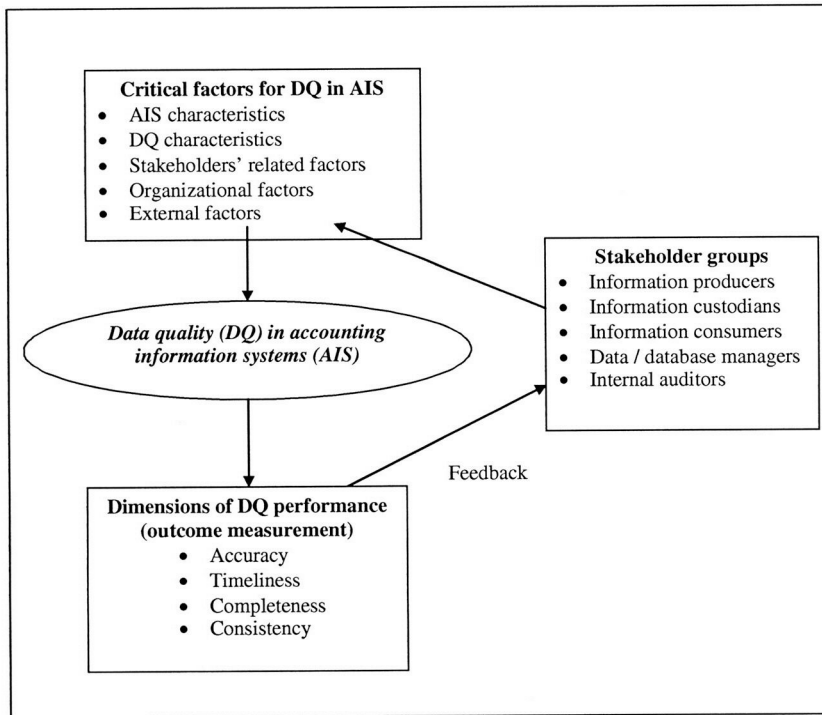 Critical factors for DQ in AIS
• AIS characteristics
• DQ characteristics
• Stakeholders' related factors
• Organizational factors
• External factors
Stakeholder groups
• Information producers
• Information custodians
• Information consumers
• Data / database managers
• Internal auditors
Data quality (DQ) in accounting
information systems (AIS)
Feedback
Dimensions of DQ performance
(outcome measurement)
• Accuracy
• Timeliness
• Completeness
• Consistency